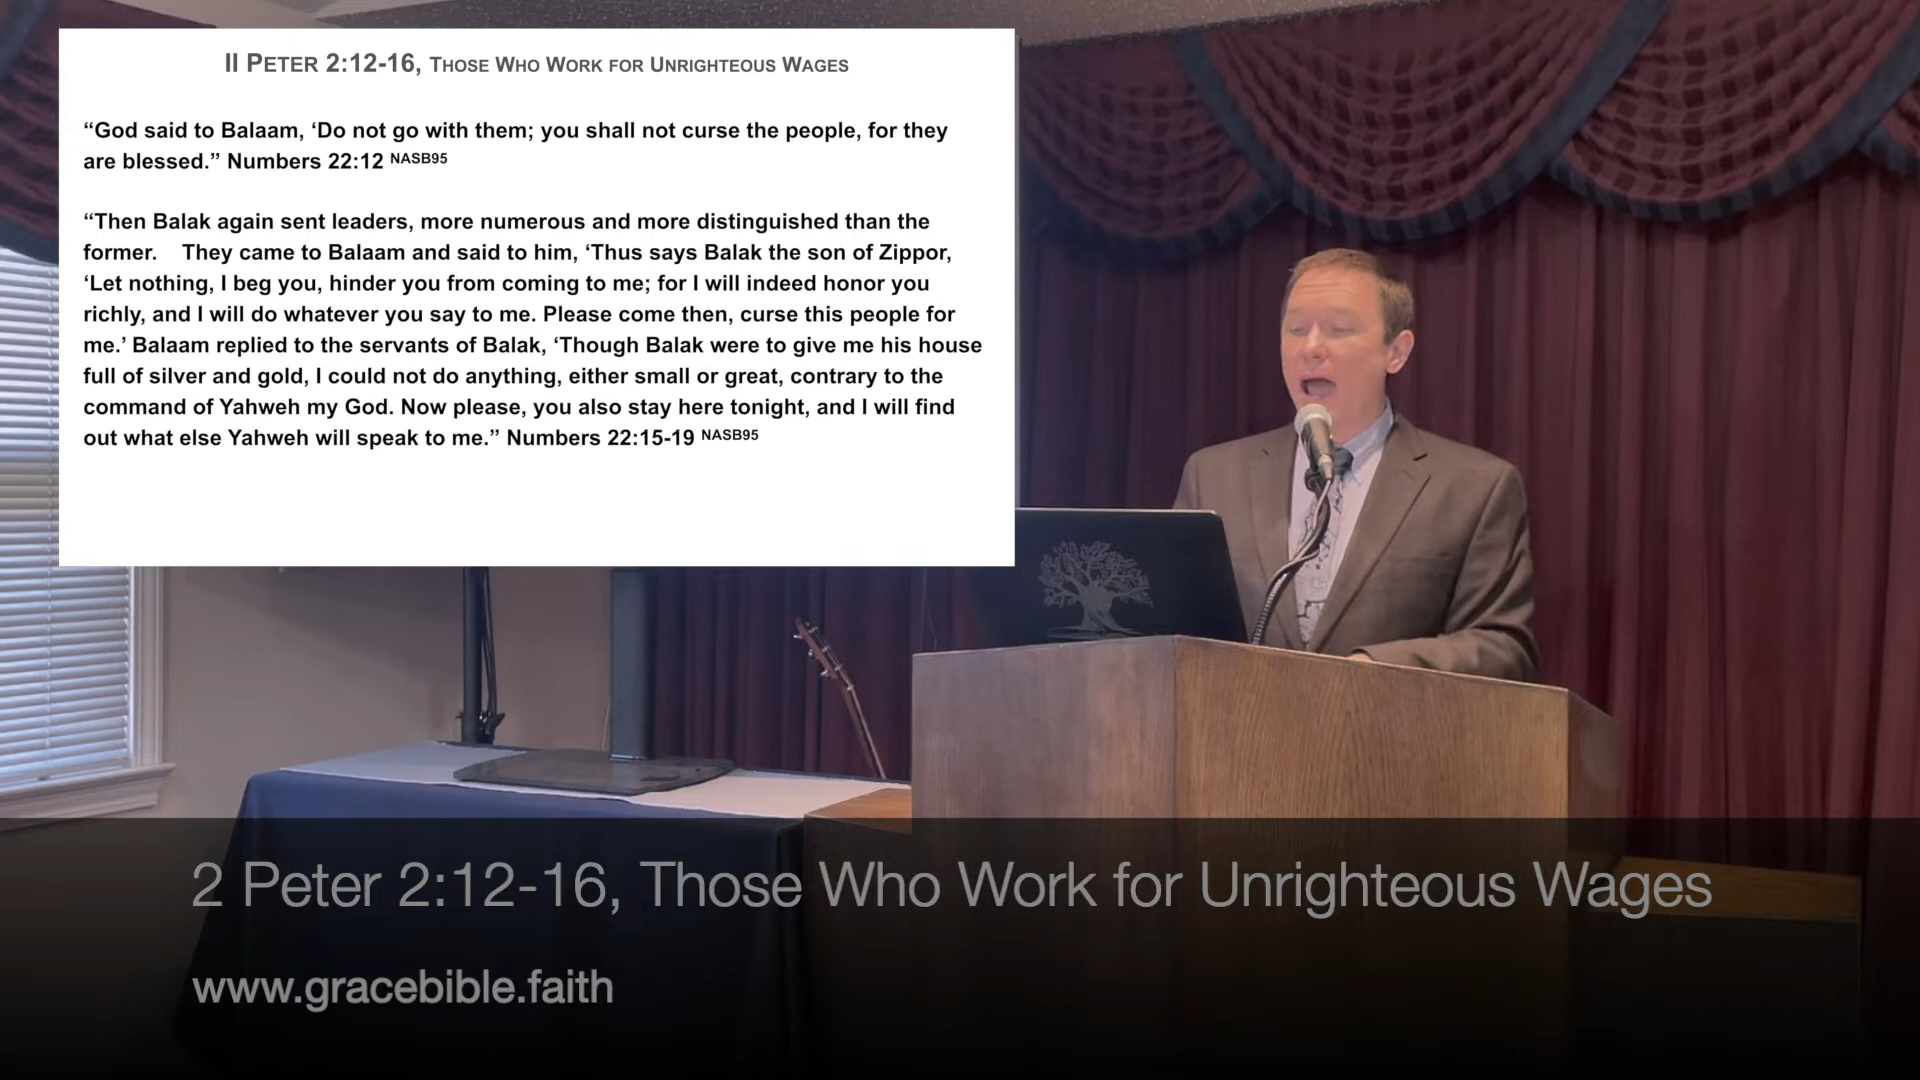 II PETER 2:12-16, THOSE WHO WORK FOR UNRIGHTEOUS WAGES
“God said to Balaam, ‘Do not go with them; you shall not curse the people, for they
are blessed.” Numbers 22:12 NASB95
“Then Balak again sent leaders, more numerous and more distinguished than the
former. They came to Balaam and said to him, ‘Thus says Balak the son of Zippor,
‘Let nothing, I beg you, hinder you from coming to me; for I will indeed honor you
richly, and I will do whatever you say to me. Please come then, curse this people for
me.’ Balaam replied to the servants of Balak, ‘Though Balak were to give me his house
full of silver and gold, I could not do anything, either small or great, contrary to the
command of Yahweh my God. Now please, you also stay here tonight, and I will find
out what else Yahweh will speak to me.” Numbers 22:15-19 NASB95
2 Peter 2:12-16, Those Who Work for Unrighteous Wages
www.gracebible.faith